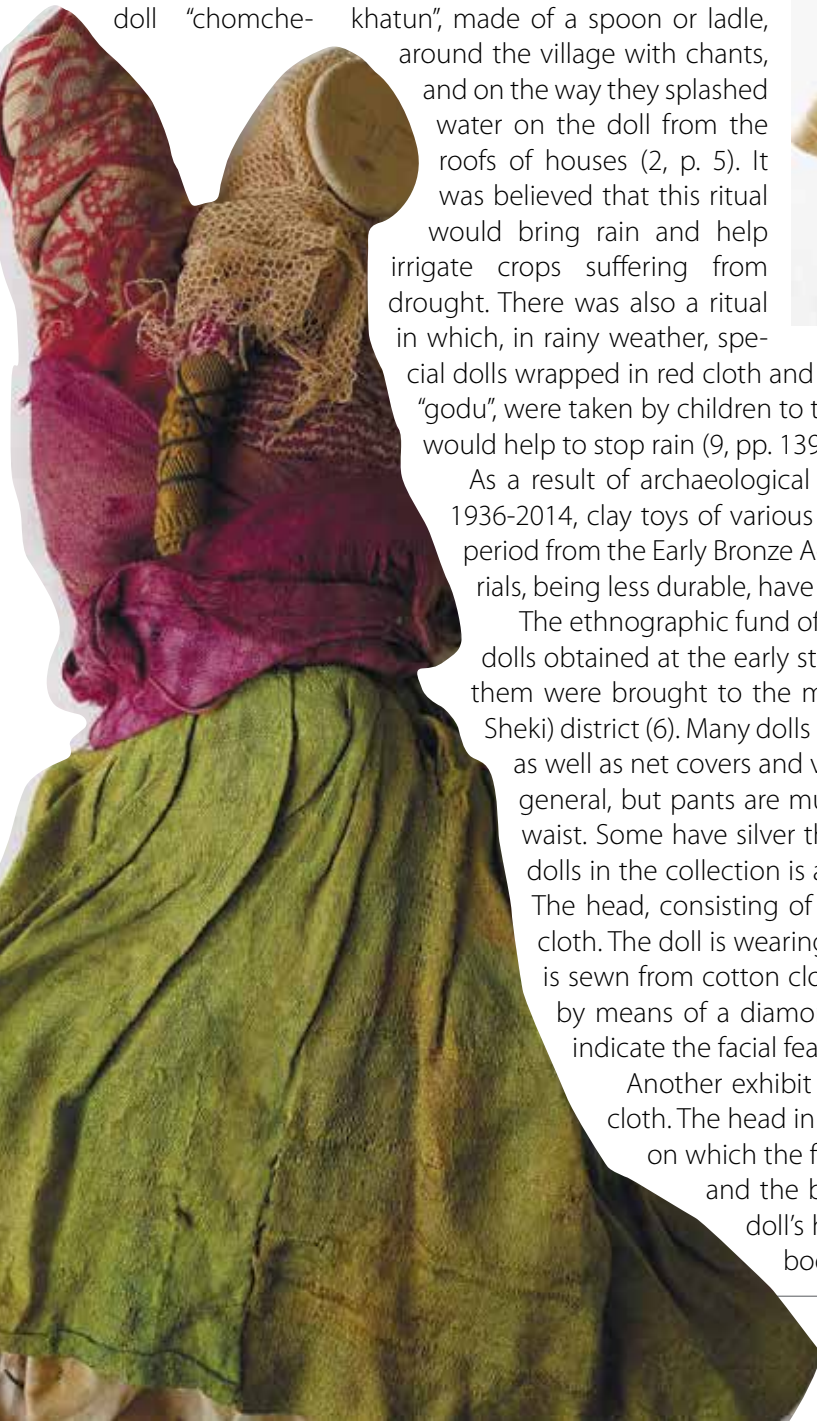 doll “chomche-khatun”, made of a spoon or ladle,
around the village with chants,
and on the way they splashed
water on the doll from the
roofs of houses (2, p. 5). It
was believed that this ritual
would bring rain and help
irrigate crops suffering from
drought. There was also a ritual
in which, in rainy weather, spe-
cial dolls wrapped in red cloth and
“godu”, were taken by children to t
would help to stop rain (9, pp. 139
As a result of archaeological
1936-2014, clay toys of various
period from the Early Bronze A
rials, being less durable, have
The ethnographic fund of
dolls obtained at the early st
them were brought to the m
Sheki) district (6). Many dolls
as well as net covers and v
general, but pants are mu
waist. Some have silver th
dolls in the collection is a
The head, consisting of
cloth. The doll is wearing
is sewn from cotton clo
by means of a diamo
indicate the facial fea
Another exhibit
cloth. The head in
on which the f
and the b
doll’s h
boo